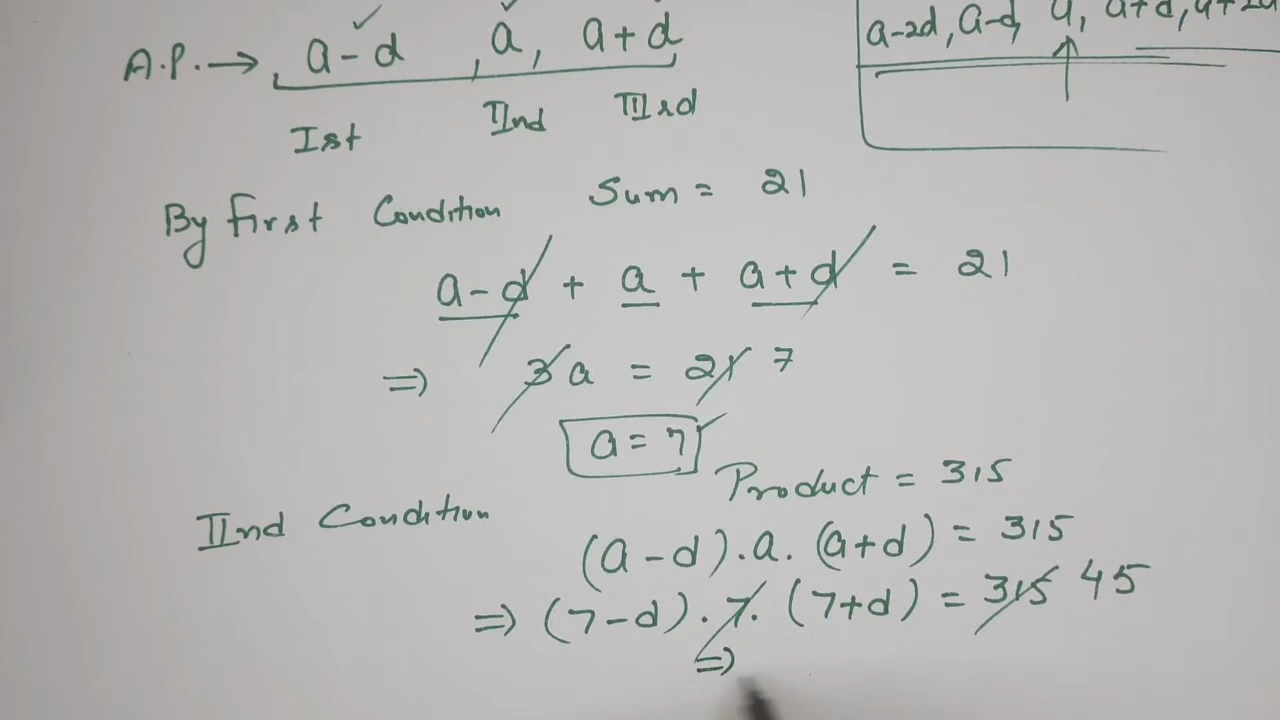 A.P. → a-d, a, a+d
a-2d, a-d, a, a+d, a+2d
Ist IInd IIIrd
By First Condition Sum = 21
a-d + a + a+d = 21
⇒ 3a = 21 7
a = 7
Product = 315
IInd Condition
(a-d).a.(a+d) = 315
⇒ (7-d).7.(7+d) = 315 45
⇒